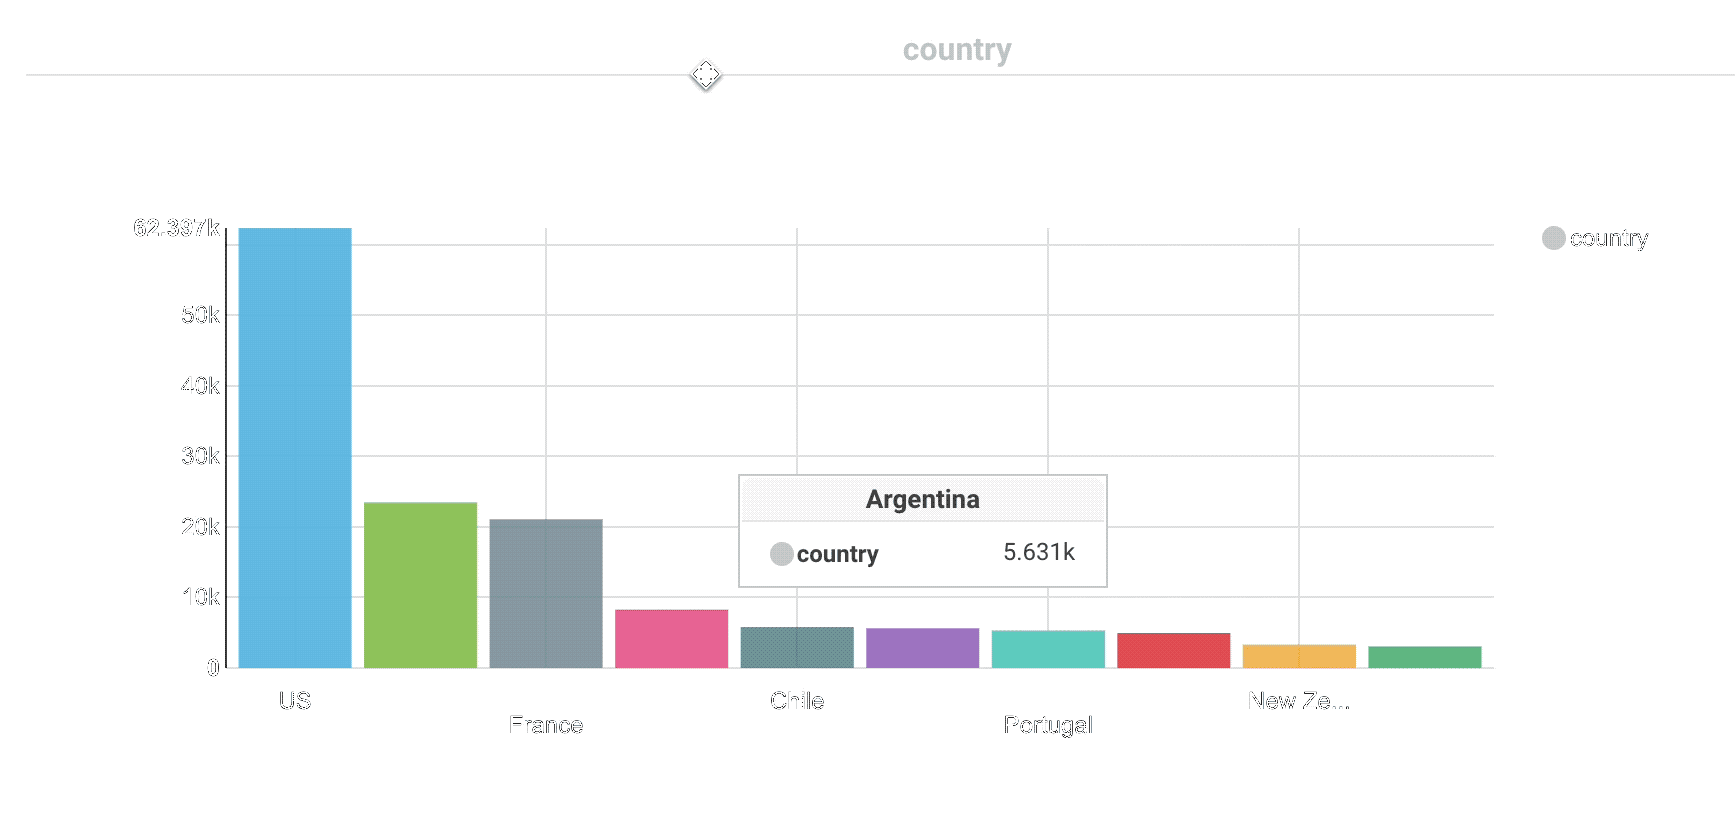 country
62.397k
country
50k
40k
30k
20k
10k
0
Argentina
country 5.631k
US
France
Chile
Portugal
New Ze...